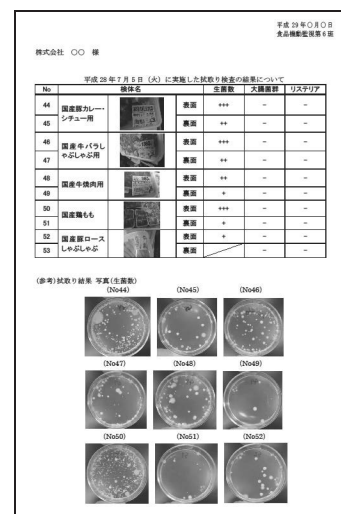 平成 29年〇月〇日
食品機動監視第6班
株式会社 〇〇 様
平成 28年7月5日（火）に実施した拭取り検査の結果について
No 検体名 生菌数 大腸菌群 リステリア
44 国産豚カレー・シチュー用 表面 +++ － －
45 裏面 ++ － －
46 国産牛バラしゃぶしゃぶ用 表面 +++ － －
47 裏面 ++ － －
48 国産牛焼肉用 表面 ++ － －
49 裏面 + － －
50 国産鶏もも 表面 +++ － －
51 裏面 + － －
52 国産豚ロースしゃぶしゃぶ 表面 + － －
53 裏面 － －
(参考)拭取り結果 写真(生菌数)
(No44) (No45) (No46)
(No47) (No48) (No49)
(No50) (No51) (No52)